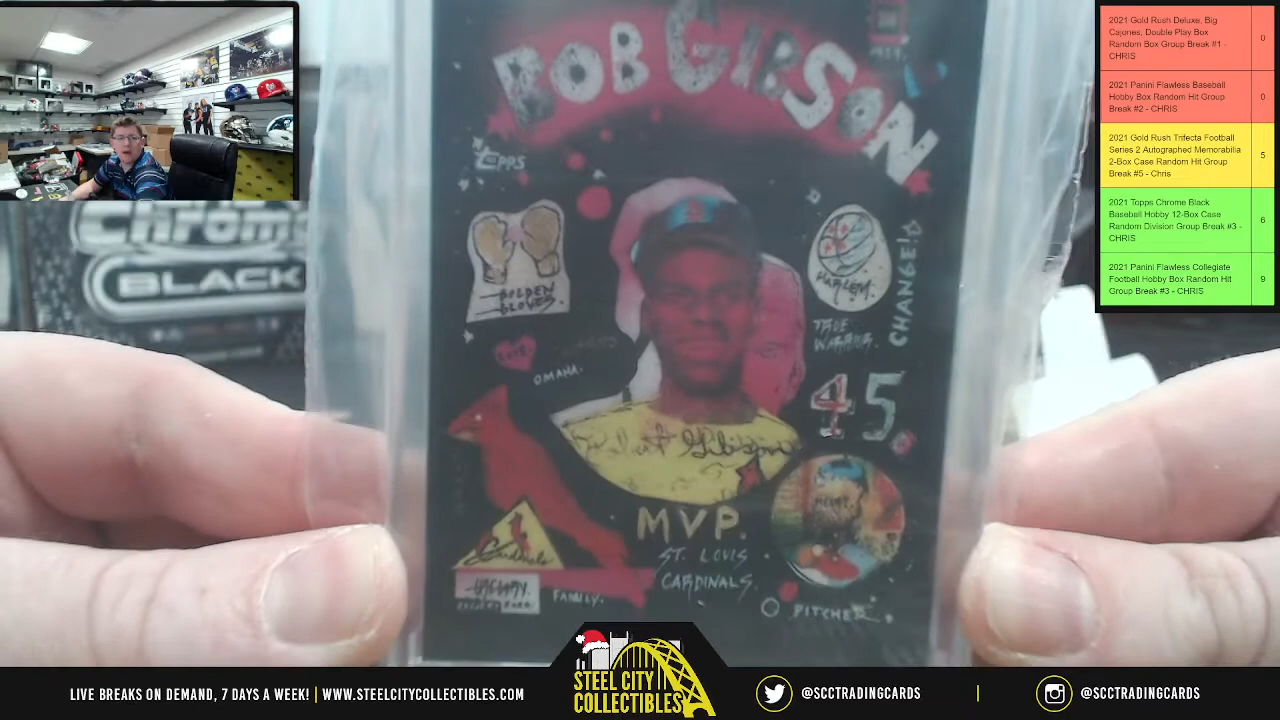 BOB GIBSON
TOPPS
GOLDEN
GLOVES.
HARLEM.
CHANGE!
TRUE
WARRIOR.
LOVE
OMAHA.
45.
Robert Gibson
MVP.
ST. LOUIS
CARDINALS.
Cardinals
FAMILY.
PITCHER.
Chrome
BLACK
2021 Gold Rush Deluxe, Big
Cajones, Double Play Box
Random Box Group Break #1 -
CHRIS
0
2021 Panini Flawless Baseball
Hobby Box Random Hit Group
Break #2 - CHRIS
0
2021 Gold Rush Trifecta Football
Series 2 Autographed Memorabilia
2-Box Case Random Hit Group
Break #5 - Chris
5
2021 Topps Chrome Black
Baseball Hobby 12-Box Case
Random Division Group Break #3 -
CHRIS
6
2021 Panini Flawless Collegiate
Football Hobby Box Random Hit
Group Break #3 - CHRIS
9
LIVE BREAKS ON DEMAND, 7 DAYS A WEEK! | WWW.STEELCITYCOLLECTIBLES.COM
STEEL CITY
COLLECTIBLES
@SCCTRADINGCARDS
@SCCTRADINGCARDS